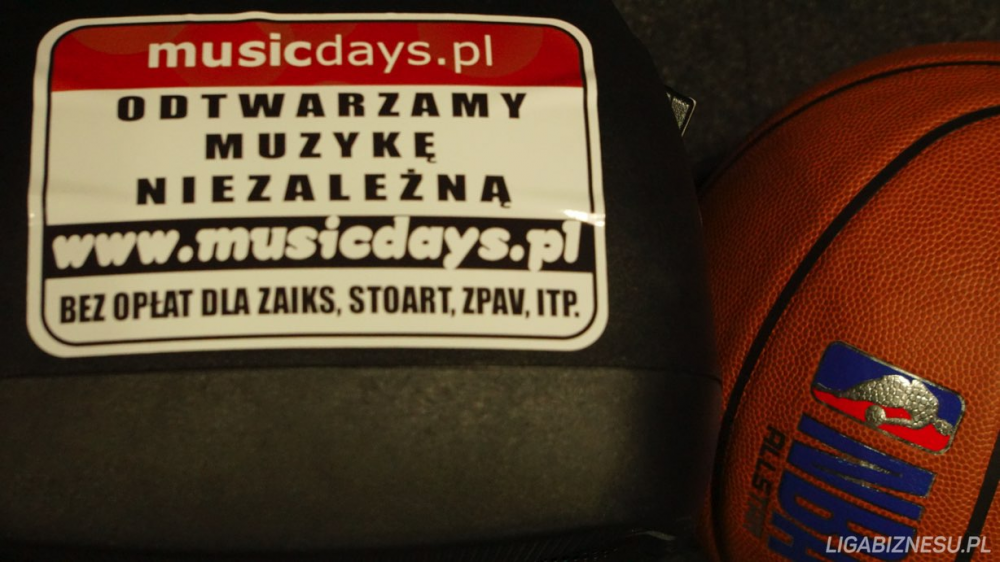 musicdays.pl
ODTWARZAMY
MUZYKĘ
NIEZALEŻNĄ
www.musicdays.pl
BEZ OPŁAT DLA ZAIKS, STOART, ZPAV, ITP.
NBA
LIGABIZNESU.PL